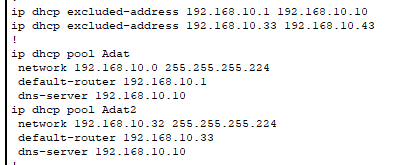 ip dhcp excluded-address 192.168.10.1 192.168.10.10
ip dhcp excluded-address 192.168.10.33 192.168.10.43
!
ip dhcp pool Adat
network 192.168.10.0 255.255.255.224
default-router 192.168.10.1
dns-server 192.168.10.10
ip dhcp pool Adat2
network 192.168.10.32 255.255.255.224
default-router 192.168.10.33
dns-server 192.168.10.10
!